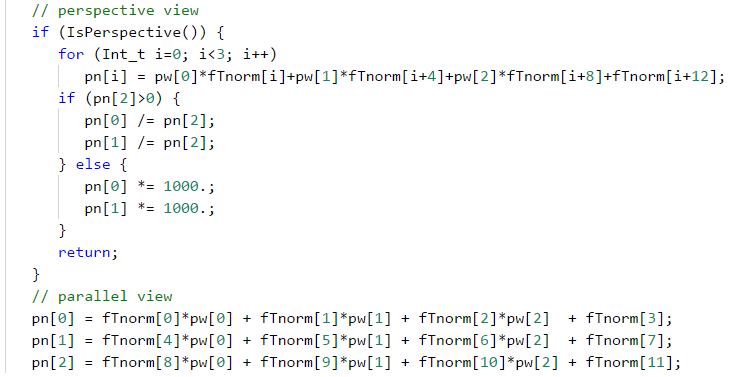 // perspective view
if (IsPerspective()) {
for (Int_t i=0; i<3; i++)
pn[i] = pw[0]*fTnorm[i]+pw[1]*fTnorm[i+4]+pw[2]*fTnorm[i+8]+fTnorm[i+12];
if (pn[2]>0) {
pn[0] /= pn[2];
pn[1] /= pn[2];
} else {
pn[0] *= 1000.;
pn[1] *= 1000.;
}
return;
}
// parallel view
pn[0] = fTnorm[0]*pw[0] + fTnorm[1]*pw[1] + fTnorm[2]*pw[2]  + fTnorm[3];
pn[1] = fTnorm[4]*pw[0] + fTnorm[5]*pw[1] + fTnorm[6]*pw[2]  + fTnorm[7];
pn[2] = fTnorm[8]*pw[0] + fTnorm[9]*pw[1] + fTnorm[10]*pw[2] + fTnorm[11];